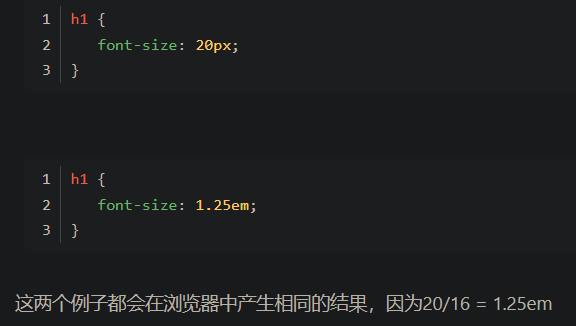 1 h1 {
2 font-size: 20px;
3 }
1 h1 {
2 font-size: 1.25em;
3 }
这两个例子都会在浏览器中产生相同的结果，因为20/16 = 1.25em